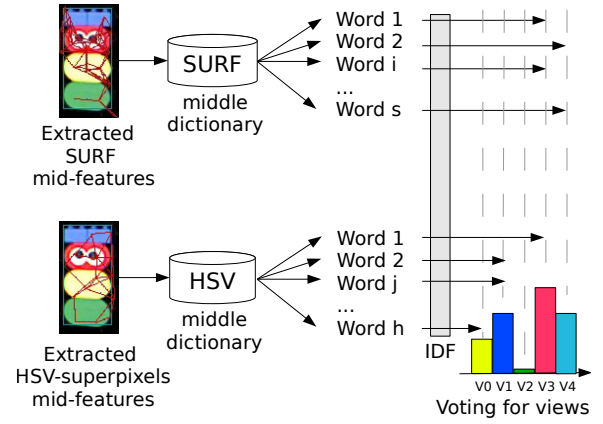 Extracted
SURF
mid-features
SURF
middle
dictionary
Word 1
Word 2
Word i
...
Word s
Extracted
HSV-superpixels
mid-features
HSV
middle
dictionary
Word 1
Word 2
Word j
...
Word h
IDF
V0 V1 V2 V3 V4
Voting for views